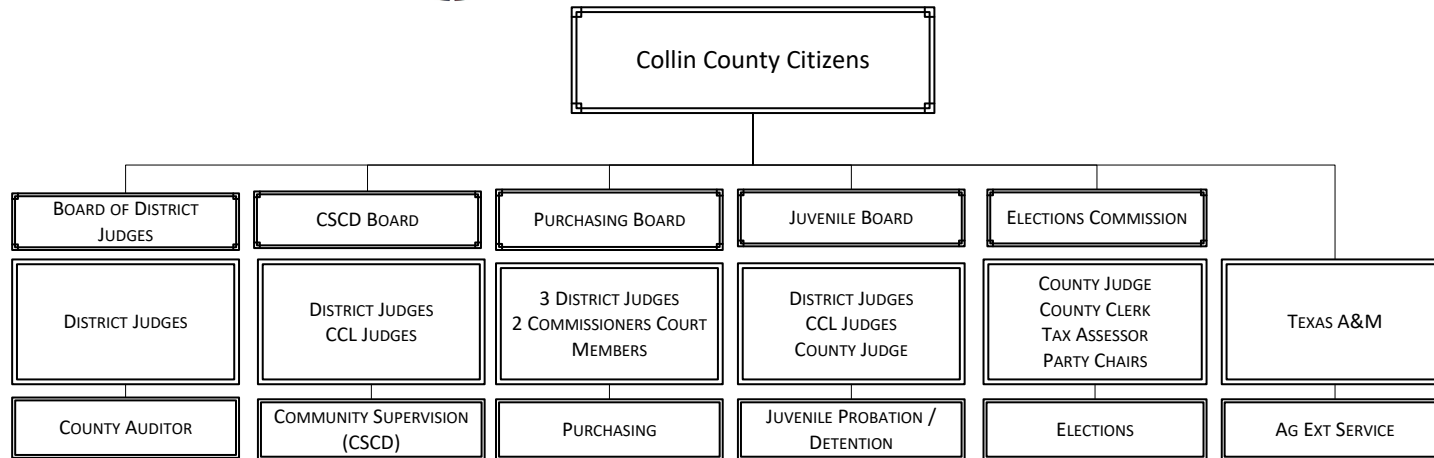 Collin County Citizens
BOARD OF DISTRICT
JUDGES
CSCD BOARD
PURCHASING BOARD
JUVENILE BOARD
ELECTIONS COMMISSION
DISTRICT JUDGES
DISTRICT JUDGES
CCL JUDGES
3 DISTRICT JUDGES
2 COMMISSIONERS COURT
MEMBERS
DISTRICT JUDGES
CCL JUDGES
COUNTY JUDGE
COUNTY JUDGE
COUNTY CLERK
TAX ASSESSOR
PARTY CHAIRS
TEXAS A&M
COUNTY AUDITOR
COMMUNITY SUPERVISION
(CSCD)
PURCHASING
JUVENILE PROBATION /
DETENTION
ELECTIONS
AG EXT SERVICE